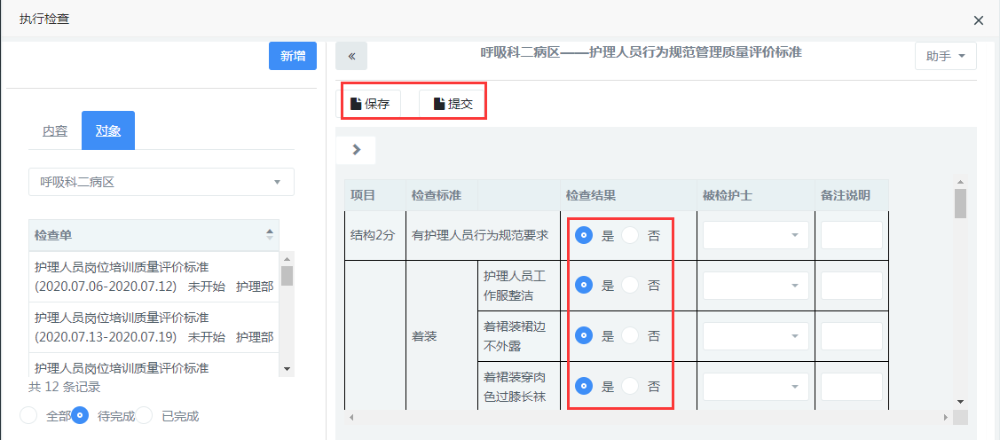 执行检查
新增
内容 对象
呼吸科二病区
检查单
护理人员岗位培训质量评价标准
(2020.07.06-2020.07.12) 未开始 护理部
护理人员岗位培训质量评价标准
(2020.07.13-2020.07.19) 未开始 护理部
护理人员岗位培训质量评价标准
共 12 条记录
全部 待完成 已完成
呼吸科二病区——护理人员行为规范管理质量评价标准
助手
保存 提交
项目 检查标准 检查结果 被检护士 备注说明
结构2分 有护理人员行为规范要求 是 否
着装
护理人员工
作服整洁
是 否
着裙装裙边
不外露
是 否
着裙装穿肉
色过膝长袜
是 否